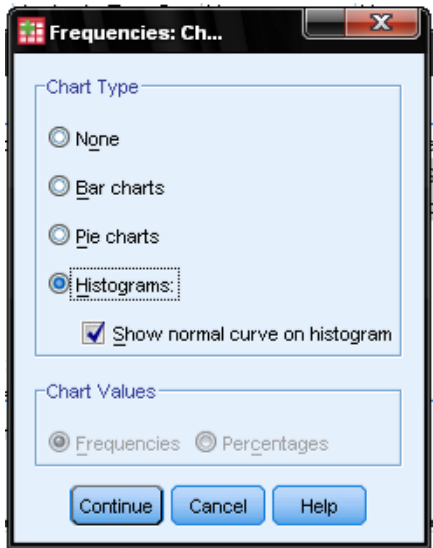 Frequencies: Ch...
Chart Type
None
Bar charts
Pie charts
Histograms:
Show normal curve on histogram
Chart Values
Frequencies Percentages
Continue Cancel Help